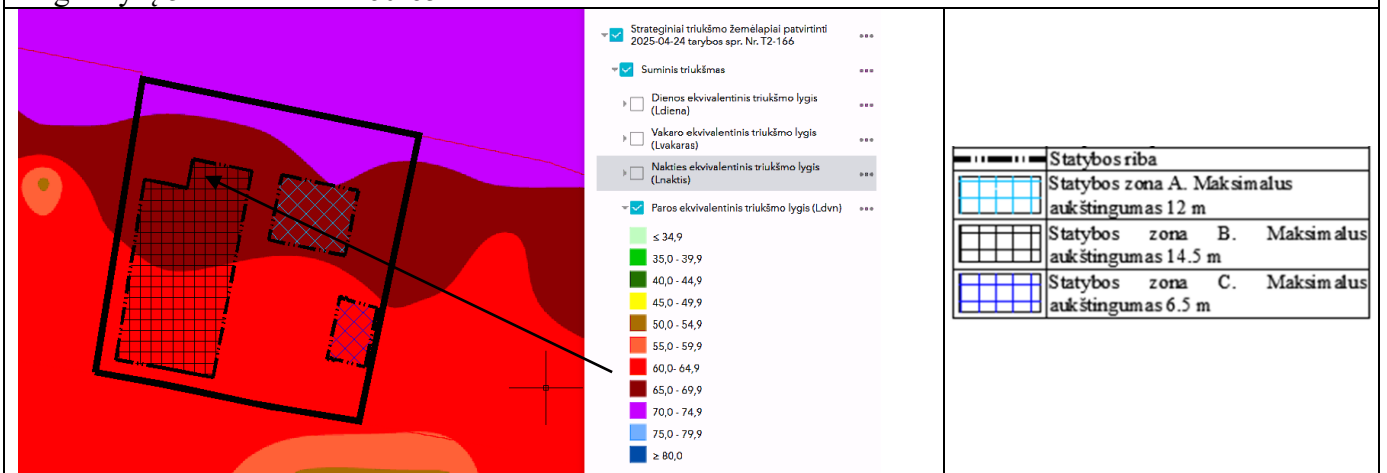 Strateginiai triukšmo žemėlapiai patvirtinti
2025-04-24 tarybos spr. Nr. T2-166
Suminis triukšmas
Dienos ekvivalentinis triukšmo lygis
(Ldiena)
Vakaro ekvivalentinis triukšmo lygis
(Lvakaras)
Nakties ekvivalentinis triukšmo lygis
(Lnaktis)
Paros ekvivalentinis triukšmo lygis (Ldvn)
≤ 34,9
35,0 - 39,9
40,0 - 44,9
45,0 - 49,9
50,0 - 54,9
55,0 - 59,9
60,0- 64,9
65,0 - 69,9
70,0 - 74,9
75,0 - 79,9
≥ 80,0
Statybos riba
Statybos zona A. Maksimalus
aukštingumas 12 m
Statybos zona B. Maksimalus
aukštingumas 14.5 m
Statybos zona C. Maksimalus
aukštingumas 6.5 m